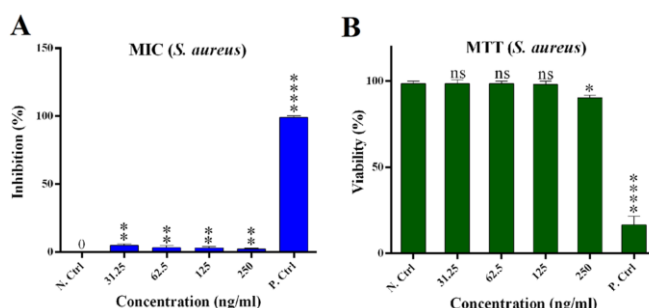 A
MIC (S. aureus)
Inhibition (%)
150
100
50
0
0
**
**
**
**
****
N. Ctrl
31.25
62.5
125
250
P. Ctrl
Concentration (ng/ml)
B
MTT (S. aureus)
Viability (%)
100
50
0
ns
ns
ns
*
****
N. Ctrl
31.25
62.5
125
250
P. Ctrl
Concentration (ng/ml)